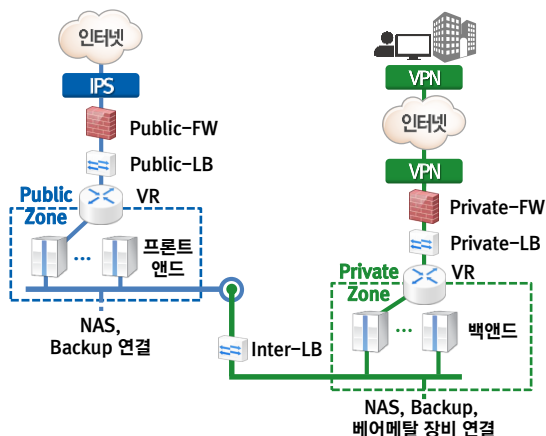 인터넷
IPS
Public-FW
Public-LB
VR
Public
Zone
프론트
앤드
NAS,
Backup 연결
Inter-LB
VPN
인터넷
VPN
Private-FW
Private-LB
VR
Private
Zone
백앤드
NAS, Backup,
베어메탈 장비 연결